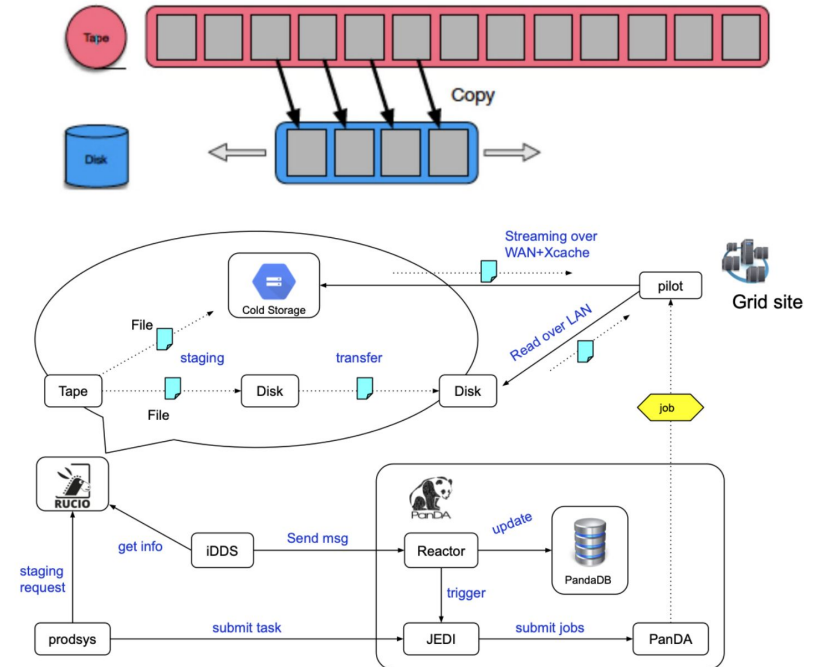 Tape
Copy
Disk
Streaming over
WAN+Xcache
Cold Storage
pilot
Grid site
File
staging
transfer
Read over LAN
Tape
Disk
Disk
File
job
RUCIO
PanDA
get info
iDDS
Send msg
Reactor
update
PandaDB
staging
request
trigger
prodsys
submit task
JEDI
submit jobs
PanDA